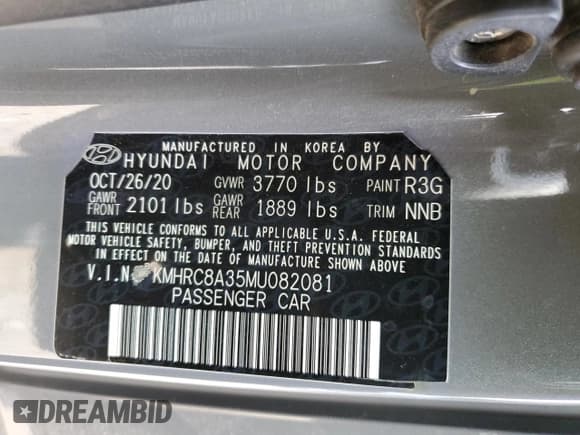 MANUFACTURED IN KOREA BY
HYUNDAI MOTOR COMPANY
OCT/26/20 GVWR 3770 lbs PAINT R3G
GAWR FRONT 2101 lbs GAWR REAR 1889 lbs TRIM NNB
THIS VEHICLE CONFORMS TO ALL APPLICABLE U.S.A. FEDERAL
MOTOR VEHICLE SAFETY, BUMPER, AND THEFT PREVENTION STANDARDS
IN EFFECT ON THE DATE OF MANUFACTURE SHOWN ABOVE.
V.I.N KMHRC8A35MU082081
PASSENGER CAR
DREAMBID